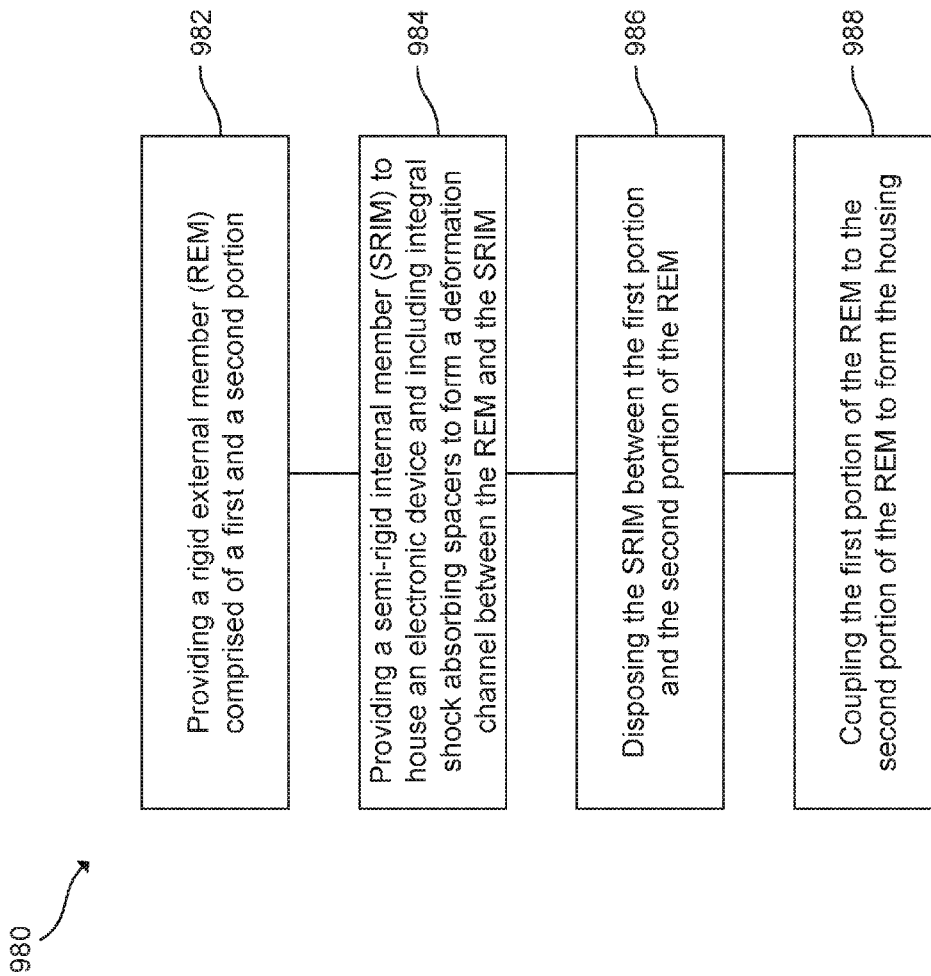 980
Providing a rigid external member (REM)
comprised of a first and a second portion
982
Providing a semi-rigid internal member (SRIM) to
house an electronic device and including integral
shock absorbing spacers to form a deformation
channel between the REM and the SRIM
984
Disposing the SRIM between the first portion
and the second portion of the REM
986
Coupling the first portion of the REM to the
second portion of the REM to form the housing
988